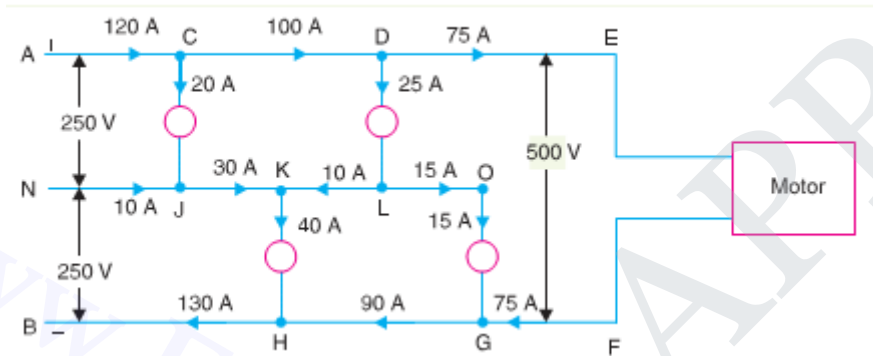 120 A C 100 A D 75 A E
A I
20 A 25 A
250 V
500 V
30 A K 10 A 15 A O
N
Motor
10 A J L
40 A 15 A
250 V
130 A 90 A 75 A
B –
H G F